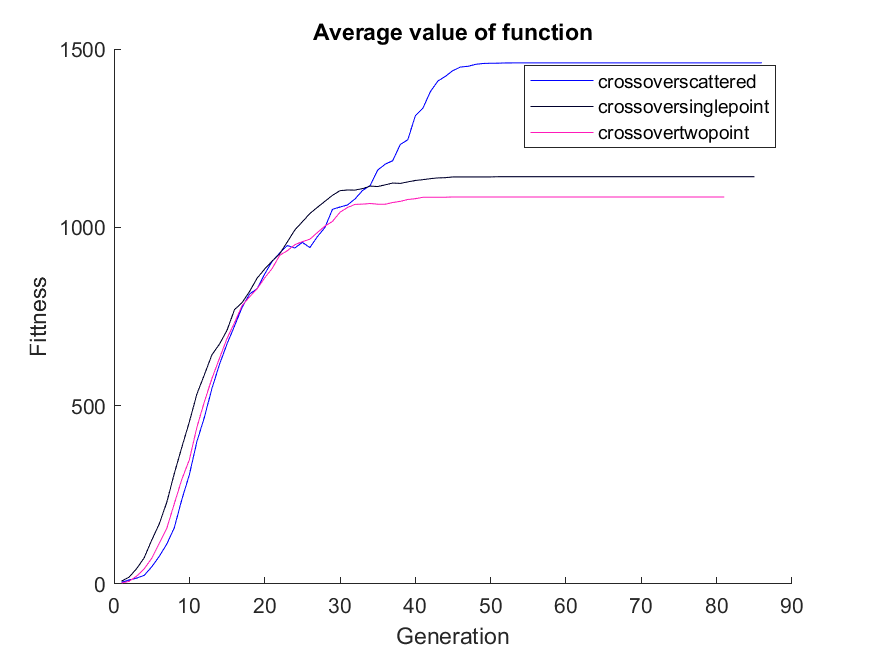 Average value of function
1500
1000
500
0
Fittness
crossoverscattered
crossoversinglepoint
crossovertwopoint
0 10 20 30 40 50 60 70 80 90
Generation